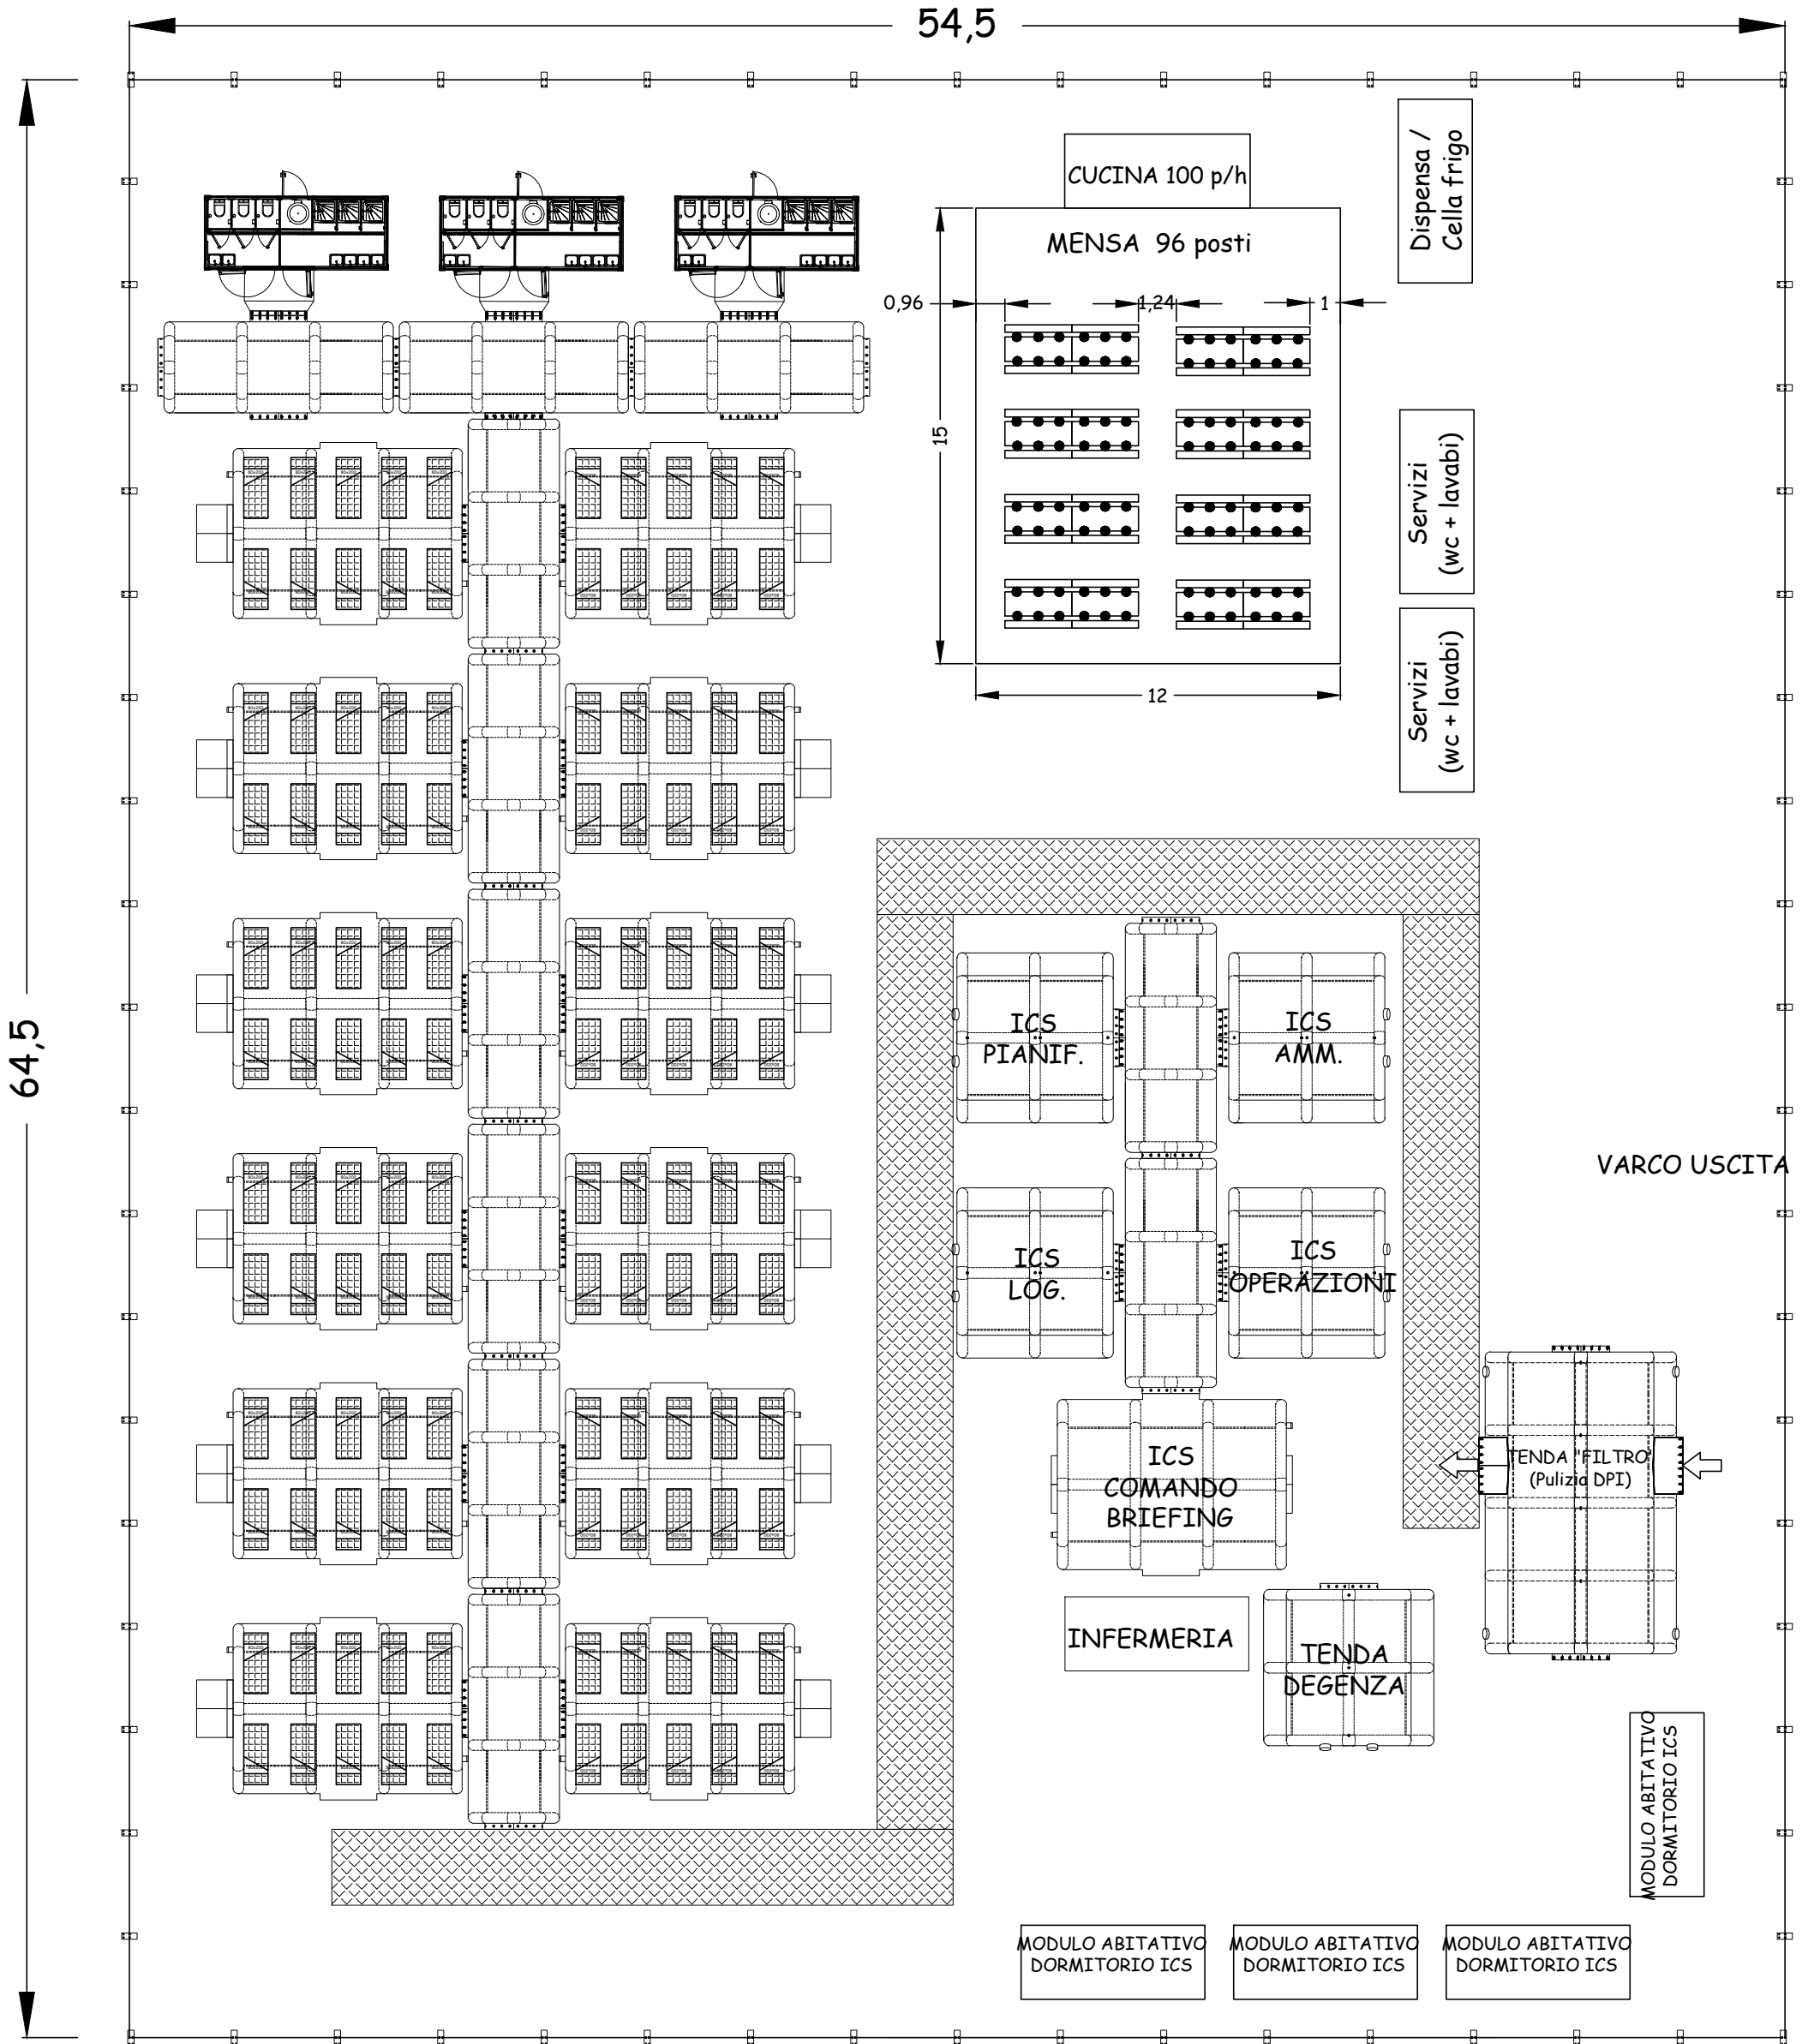 54,5
64,5
CUCINA 100 p/h
Dispensa /
Cella frigo
MENSA 96 posti
0,96
1,24
1
15
12
Servizi
(wc + lavabi)
Servizi
(wc + lavabi)
ICS
PIANIF.
ICS
AMM.
VARCO USCITA
ICS
LOG.
ICS
OPERAZIONI
ICS
COMANDO
BRIEFING
TENDA "FILTRO"
(Pulizia DPI)
INFERMERIA
TENDA
DEGENZA
MODULO ABITATIVO
DORMITORIO ICS
MODULO ABITATIVO
DORMITORIO ICS
MODULO ABITATIVO
DORMITORIO ICS
MODULO ABITATIVO
DORMITORIO ICS